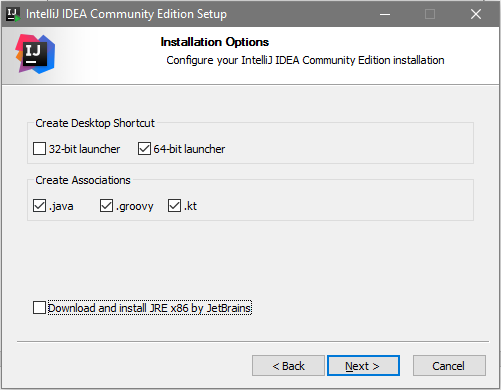 IntelliJ IDEA Community Edition Setup
IJ
Installation Options
Configure your IntelliJ IDEA Community Edition installation
Create Desktop Shortcut
32-bit launcher 64-bit launcher
Create Associations
.java .groovy .kt
Download and install JRE x86 by JetBrains
< Back Next > Cancel